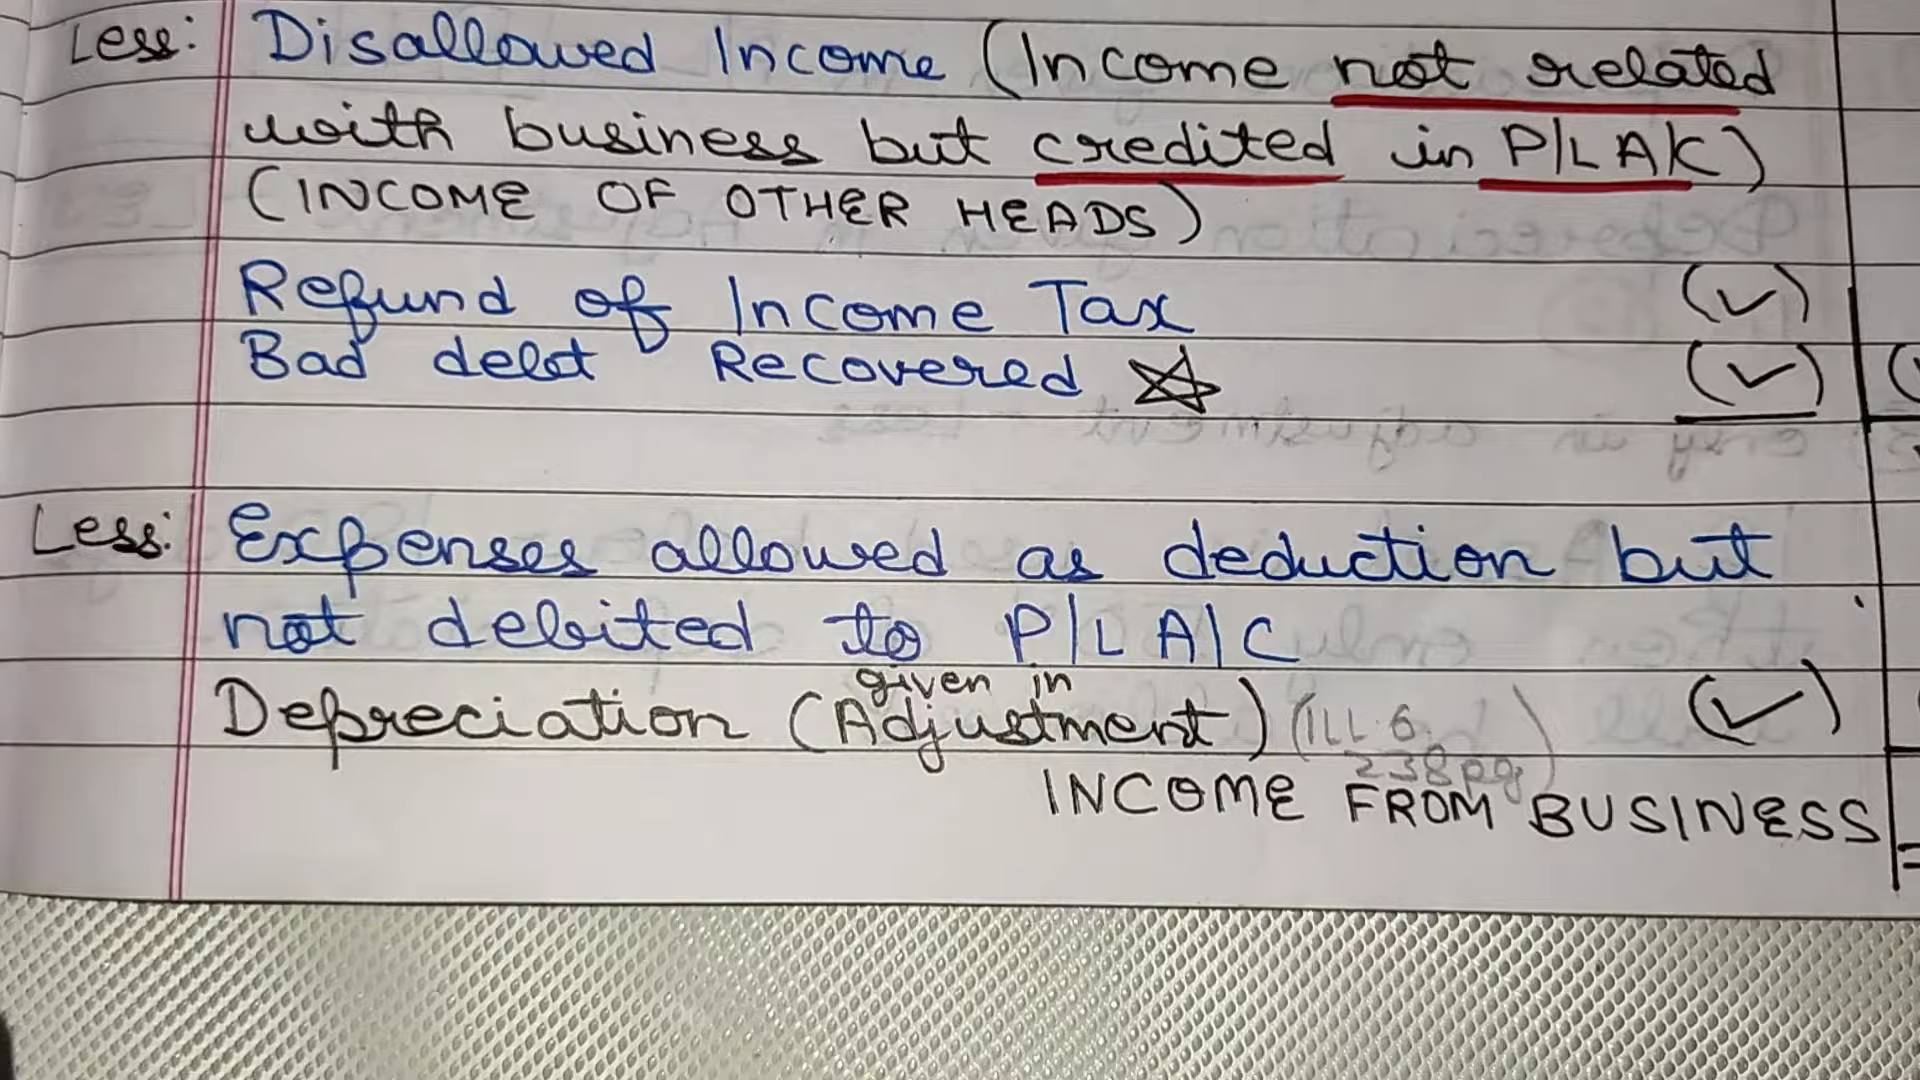 Less: Disallowed Income (Income not related
with business but credited in P/L A/C)
(INCOME OF OTHER HEADS)
Refund of Income Tax (✓)
Bad debt Recovered ☆ (✓)
Less: Expenses allowed as deduction but
not debited to P/L A/C
given in
Depreciation (Adjustment) (ILL. 6. (✓)
238 pg)
INCOME FROM BUSINESS